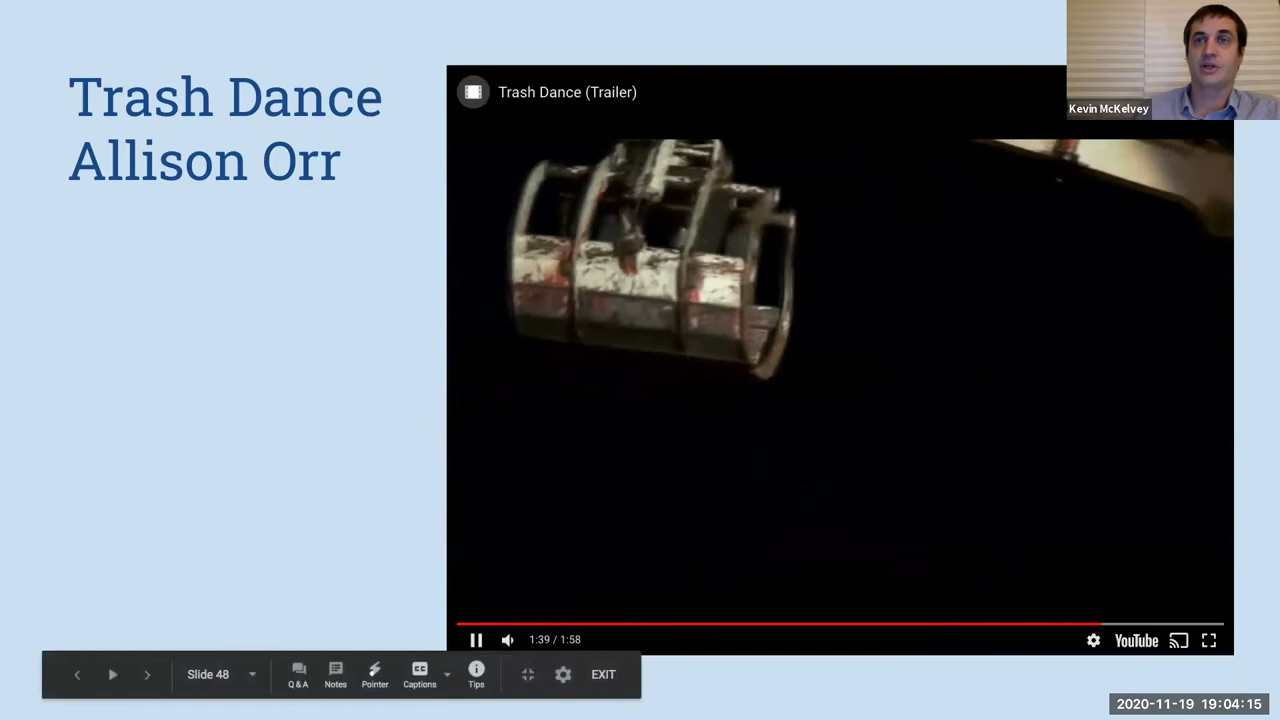 Trash Dance
Allison Orr
Trash Dance (Trailer)
Kevin McKelvey
1:39 / 1:58
YouTube
Slide 48
Q & A
Notes
Pointer
CC
Captions
Tips
EXIT
2020-11-19 19:04:15